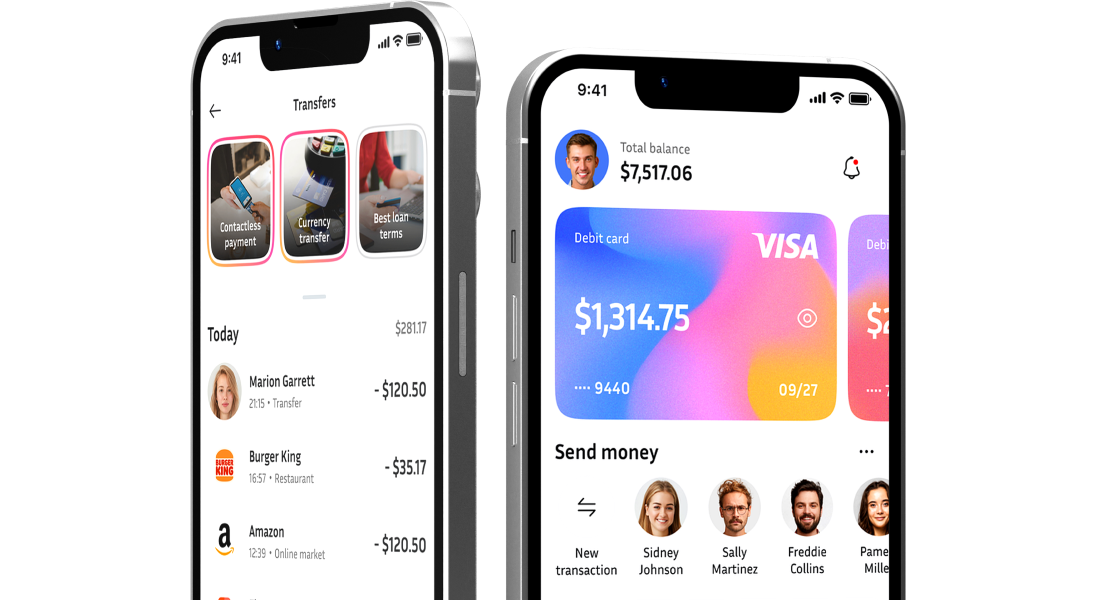 9:41
Transfers
Contactless
payment
Currency
transfer
Best loan
terms
Today
$281.17
Marion Garrett
- $120.50
21:15 • Transfer
BURGER
KING
Burger King
- $35.17
16:57 • Restaurant
a
Amazon
- $120.50
12:39 • Online market
9:41
Total balance
$7,517.06
Debit card
VISA
$1,314.75
···· 9440
09/27
Debi
$2
Send money
New
transaction
Sidney
Johnson
Sally
Martinez
Freddie
Collins
Pame
Mille